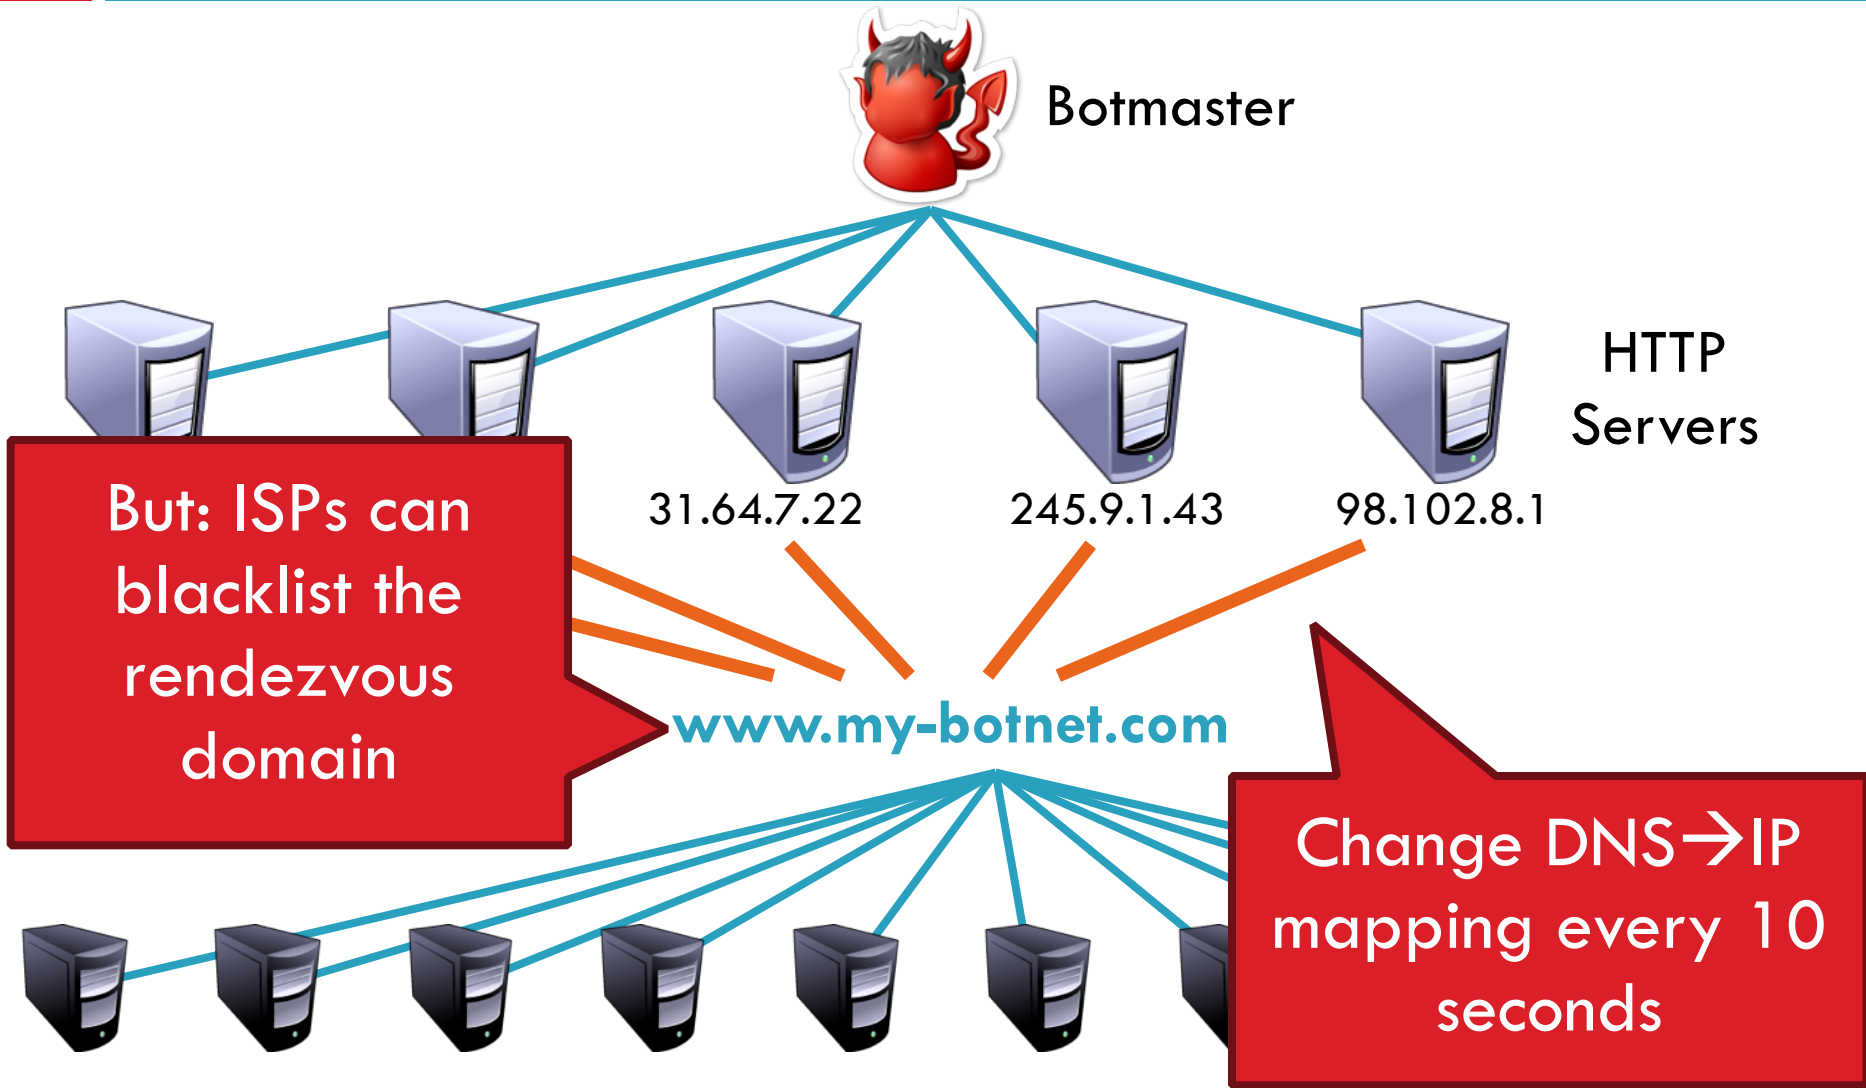 Botmaster
HTTP
Servers
31.64.7.22
245.9.1.43
98.102.8.1
But: ISPs can
blacklist the
rendezvous
domain
www.my-botnet.com
Change DNS→IP
mapping every 10
seconds